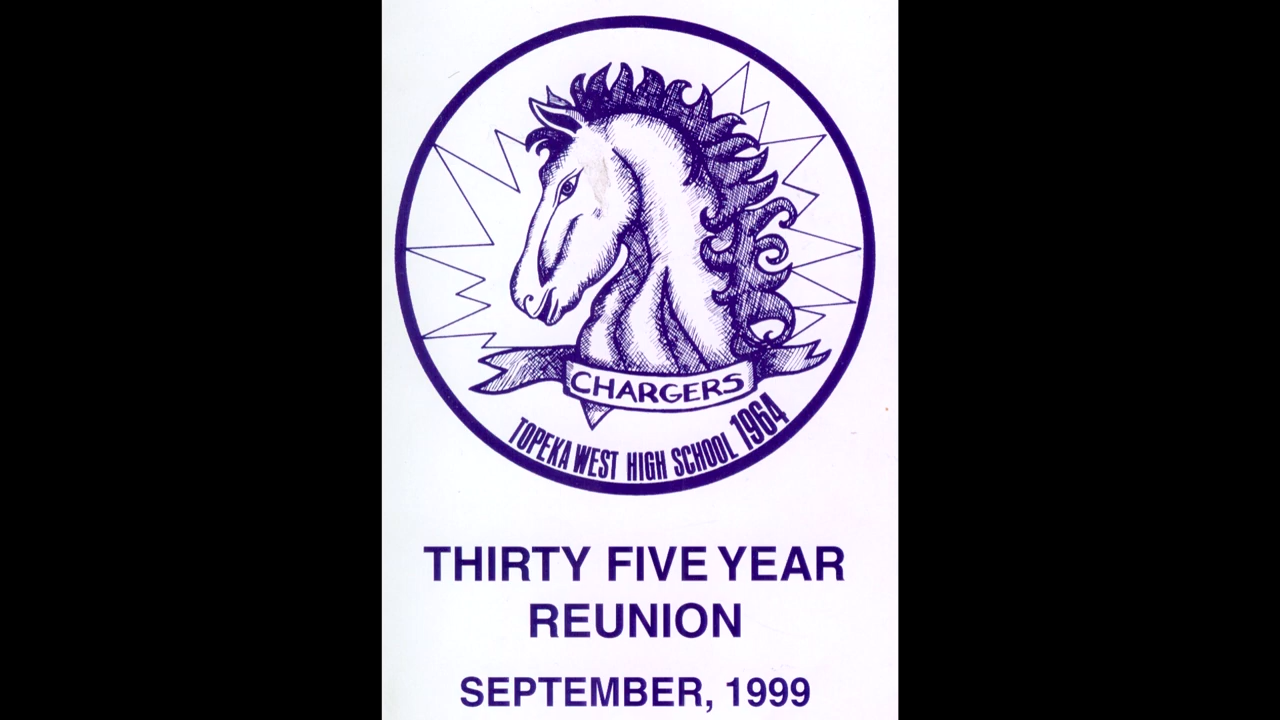 CHARGERS
TOPEKA WEST HIGH SCHOOL 1964
THIRTY FIVE YEAR
REUNION
SEPTEMBER, 1999